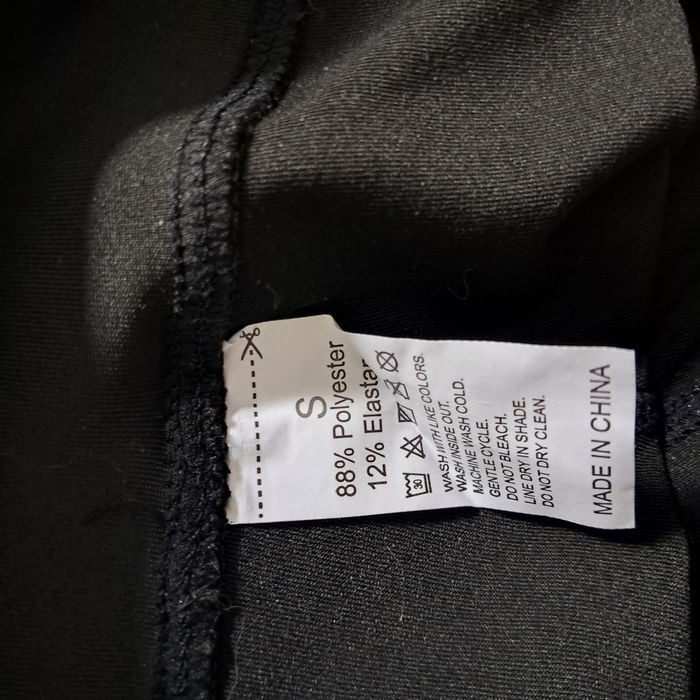 S
88% Polyester
12% Elastan
30
WASH WITH LIKE COLORS.
WASH INSIDE OUT.
MACHINE WASH COLD.
GENTLE CYCLE.
DO NOT BLEACH.
LINE DRY IN SHADE.
DO NOT DRY CLEAN.
MADE IN CHINA